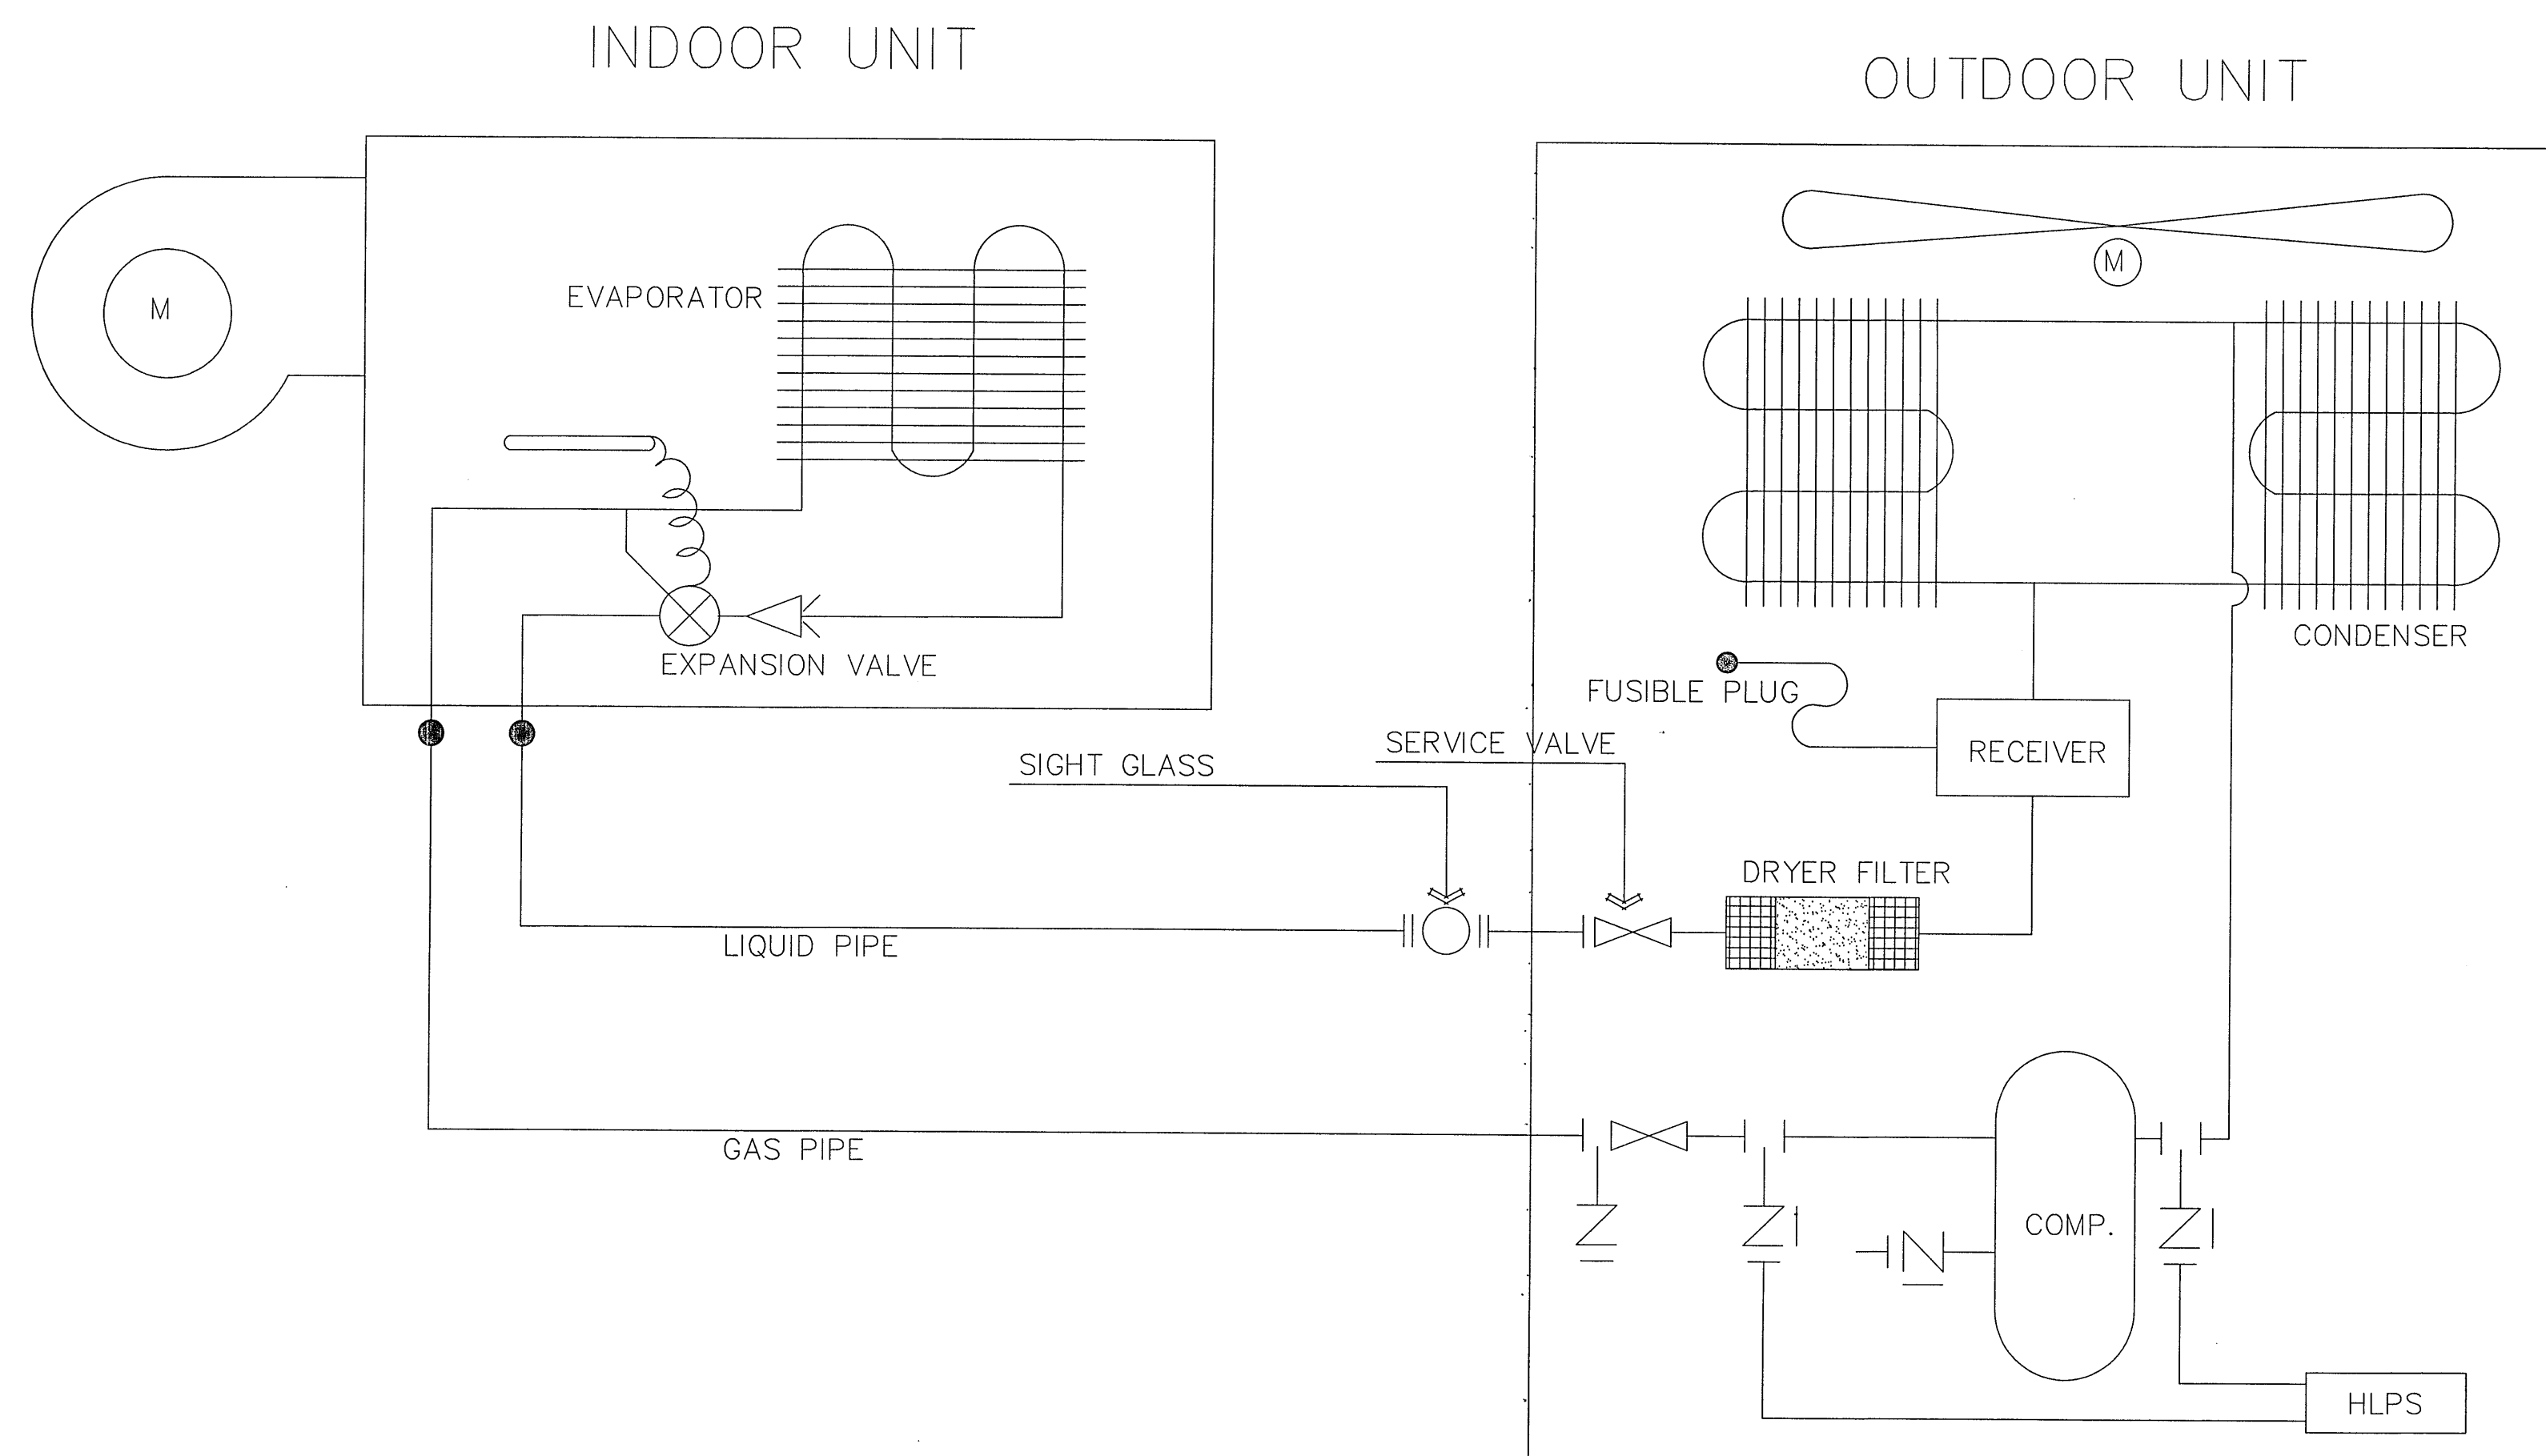 INDOOR UNIT
OUTDOOR UNIT
M
M
EVAPORATOR
EXPANSION VALVE
CONDENSER
FUSIBLE PLUG
RECEIVER
SERVICE VALVE
SIGHT GLASS
DRYER FILTER
LIQUID PIPE
GAS PIPE
COMP.
HLPS